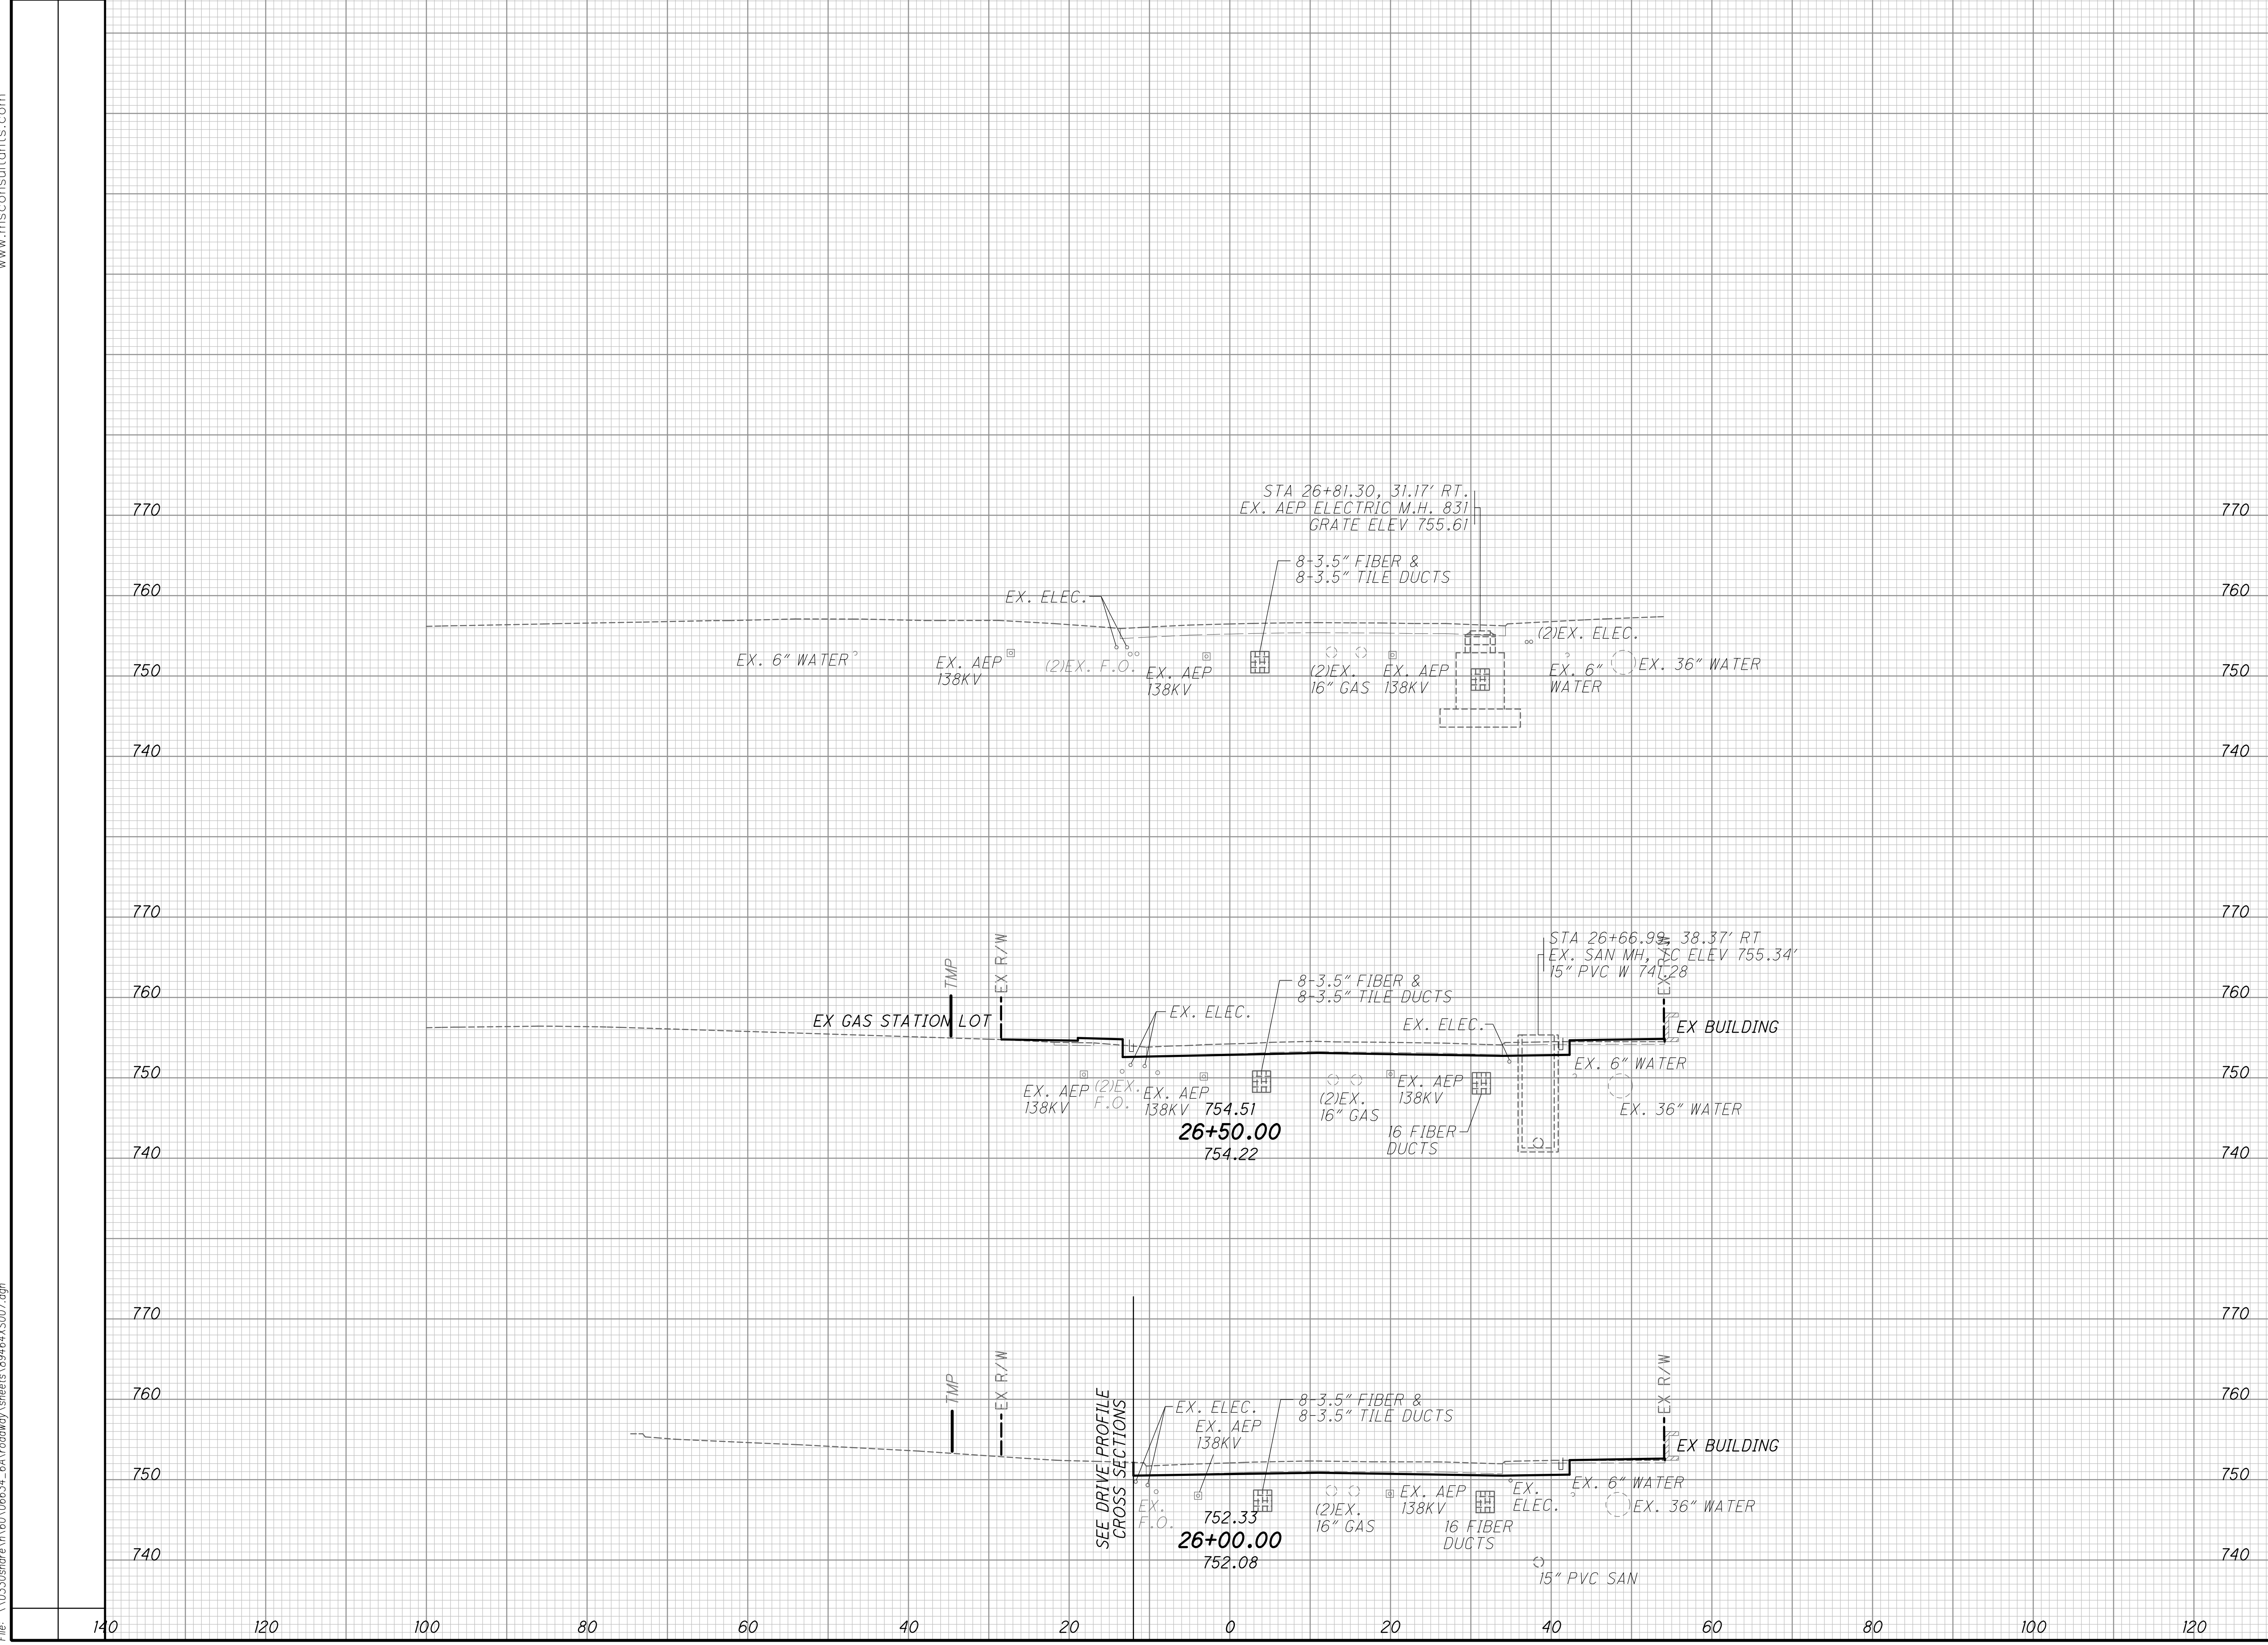 www.msconsultants.com
STA 26+81.30, 31.17' RT.
EX. AEP ELECTRIC M.H. 831
GRATE ELEV 755.61
770
770
8-3.5" FIBER &
8-3.5" TILE DUCTS
760
EX. ELEC.
760
(2)EX. ELEC.
EX. 6" WATER
EX. AEP
138KV
(2)EX. F.O.
EX. AEP
138KV
(2)EX.
16" GAS
EX. AEP
138KV
EX. 6"
WATER
EX. 36" WATER
750
750
740
740
770
770
TMP
EX R/W
STA 26+66.99, 38.37' RT
EX. SAN MH, TC ELEV 755.34'
15" PVC W 741.28
EX R/W
8-3.5" FIBER &
8-3.5" TILE DUCTS
760
760
EX GAS STATION LOT
EX. ELEC.
EX. ELEC.
EX BUILDING
EX. 6" WATER
750
750
EX. AEP
138KV
(2)EX.
F.O.
EX. AEP
138KV
(2)EX.
16" GAS
EX. AEP
138KV
EX. 36" WATER
754.51
26+50.00
754.22
16 FIBER
DUCTS
740
740
770
770
TMP
EX R/W
EX R/W
760
760
SEE DRIVE PROFILE
CROSS SECTIONS
EX. ELEC.
EX. AEP
138KV
8-3.5" FIBER &
8-3.5" TILE DUCTS
EX BUILDING
750
750
EX.
F.O.
(2)EX.
16" GAS
EX. AEP
138KV
16 FIBER
DUCTS
EX.
ELEC.
EX. 6" WATER
EX. 36" WATER
752.33
26+00.00
752.08
740
740
15" PVC SAN
140
120
100
80
60
40
20
0
20
40
60
80
100
120